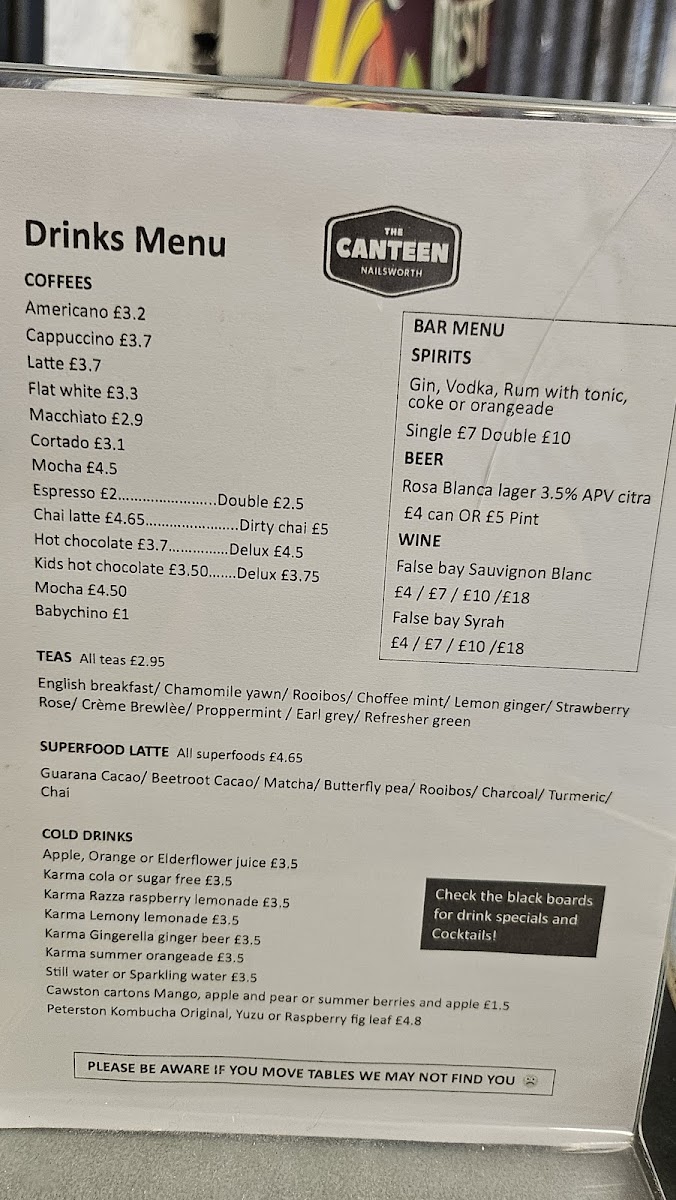 EST
Drinks Menu
THE
CANTEEN
NAILSWORTH
COFFEES
Americano £3.2
Cappuccino £3.7
Latte £3.7
Flat white £3.3
Macchiato £2.9
Cortado £3.1
Mocha £4.5
Espresso £2........................Double £2.5
Chai latte £4.65......................Dirty chai £5
Hot chocolate £3.7..............Delux £4.5
Kids hot chocolate £3.50.......Delux £3.75
Mocha £4.50
Babychino £1
BAR MENU
SPIRITS
Gin, Vodka, Rum with tonic,
coke or orangeade
Single £7 Double £10
BEER
Rosa Blanca lager 3.5% APV citra
£4 can OR £5 Pint
WINE
False bay Sauvignon Blanc
£4 / £7 / £10 /£18
False bay Syrah
£4 / £7 / £10 /£18
TEAS All teas £2.95
English breakfast/ Chamomile yawn/ Rooibos/ Choffee mint/ Lemon ginger/ Strawberry
Rose/ Crème Brewlèe/ Proppermint / Earl grey/ Refresher green
SUPERFOOD LATTE All superfoods £4.65
Guarana Cacao/ Beetroot Cacao/ Matcha/ Butterfly pea/ Rooibos/ Charcoal/ Turmeric/
Chai
COLD DRINKS
Apple, Orange or Elderflower juice £3.5
Karma cola or sugar free £3.5
Karma Razza raspberry lemonade £3.5
Karma Lemony lemonade £3.5
Karma Gingerella ginger beer £3.5
Karma summer orangeade £3.5
Still water or Sparkling water £3.5
Cawston cartons Mango, apple and pear or summer berries and apple £1.5
Peterston Kombucha Original, Yuzu or Raspberry fig leaf £4.8
Check the black boards
for drink specials and
Cocktails!
PLEASE BE AWARE IF YOU MOVE TABLES WE MAY NOT FIND YOU ☹